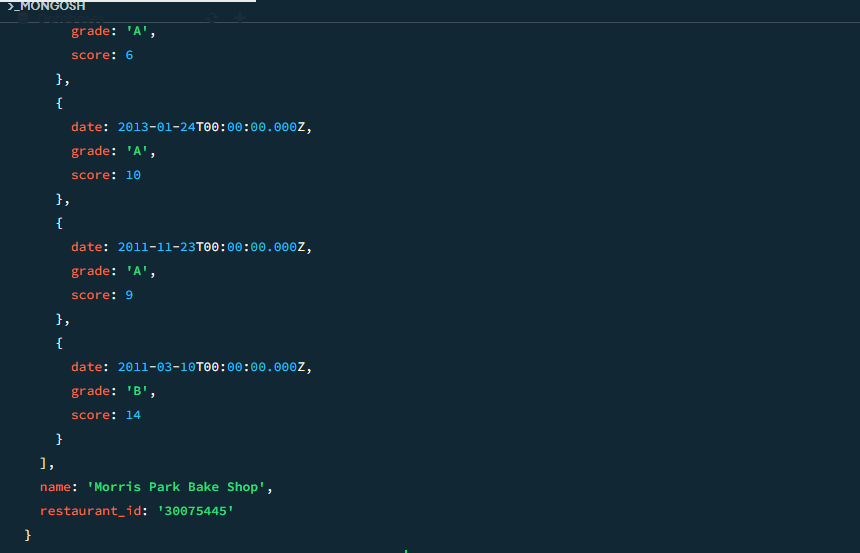 >_MONGOSH
grade: 'A',
score: 6
},
{
date: 2013-01-24T00:00:00.000Z,
grade: 'A',
score: 10
},
{
date: 2011-11-23T00:00:00.000Z,
grade: 'A',
score: 9
},
{
date: 2011-03-10T00:00:00.000Z,
grade: 'B',
score: 14
}
],
name: 'Morris Park Bake Shop',
restaurant_id: '30075445'
}